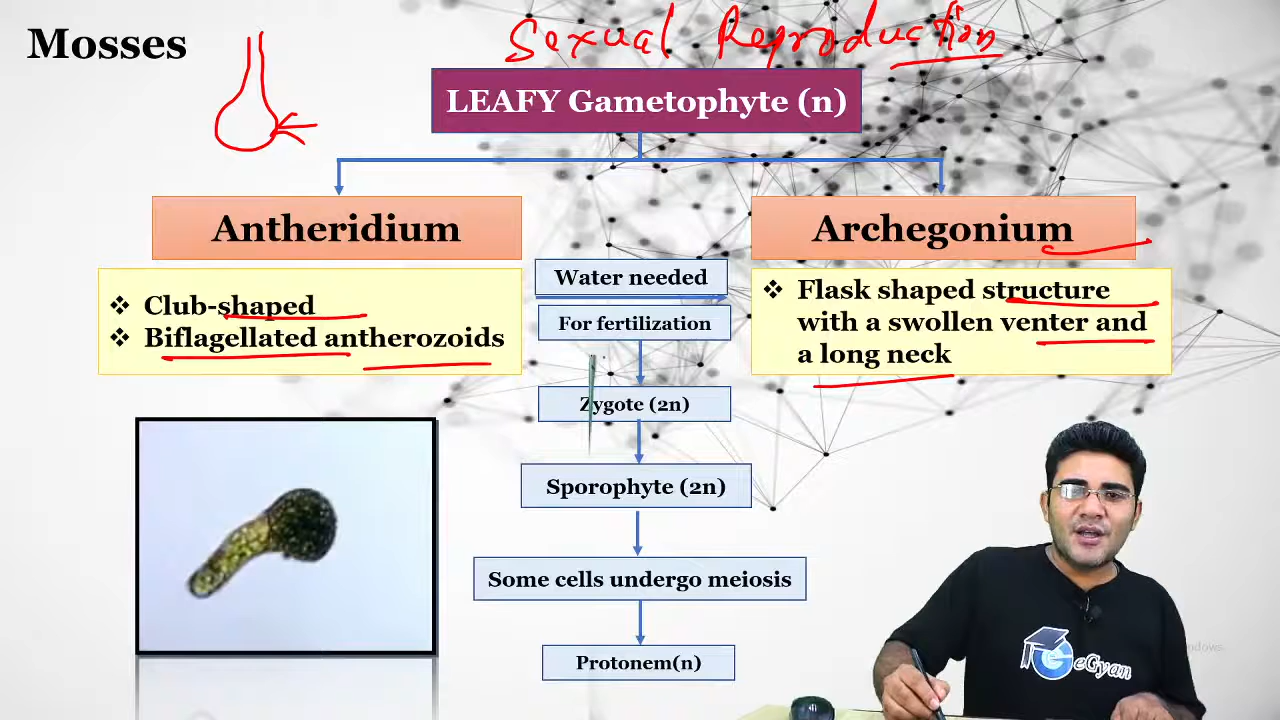 Mosses
Sexual Reproduction
LEAFY Gametophyte (n)
Antheridium
❖ Club-shaped
❖ Biflagellated antherozoids
Water needed
For fertilization
Zygote (2n)
Sporophyte (2n)
Some cells undergo meiosis
Protonem(n)
Archegonium
❖ Flask shaped structure
with a swollen venter and
a long neck
eGyan